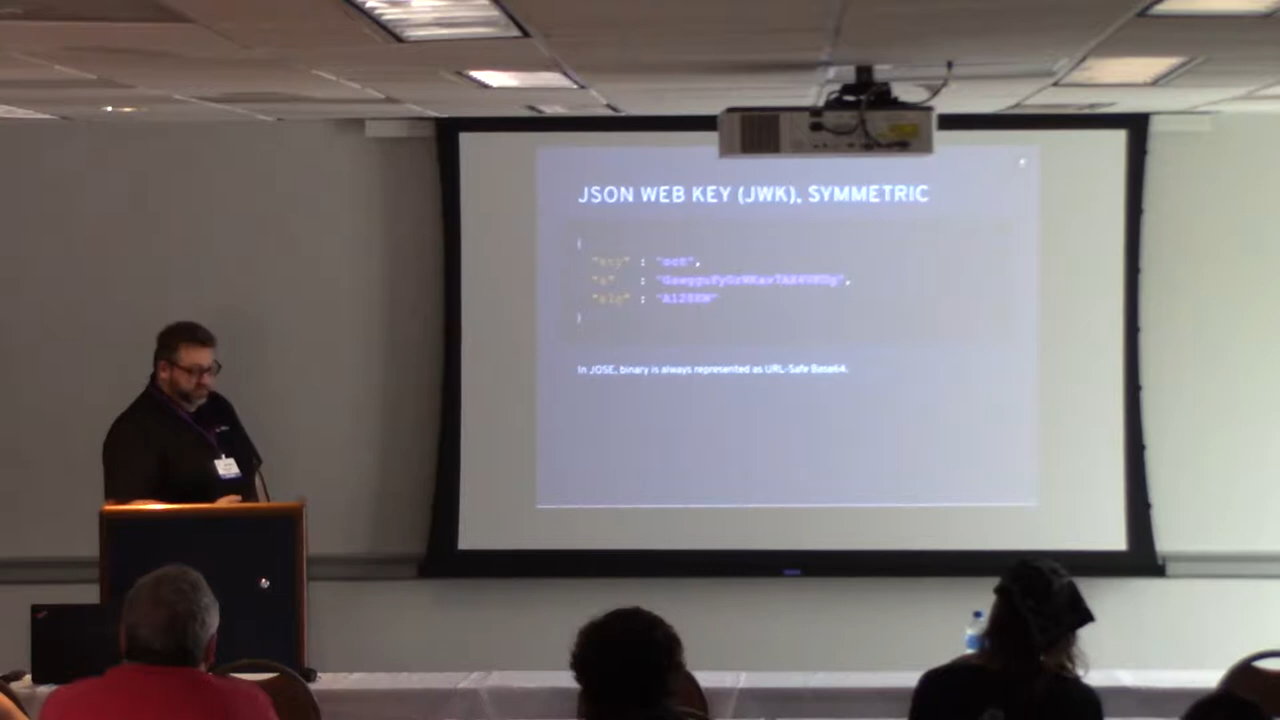 JSON WEB KEY (JWK), SYMMETRIC
{
"kty" : "oct",
"k" :
"alg" : "A128KW"
}
In JOSE, binary is always represented as URL-Safe Base64.